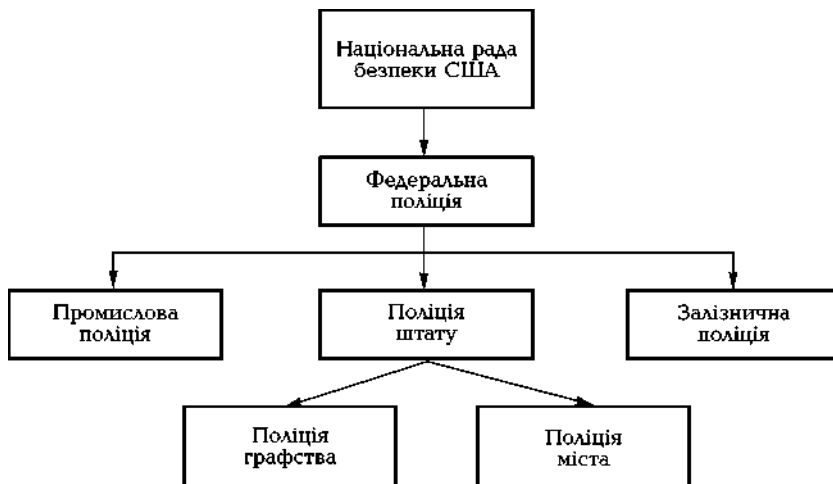 Національна рада
безпеки США
Федеральна
поліція
Промислова
поліція
Поліція
штату
Залізнична
поліція
Поліція
графства
Поліція
міста